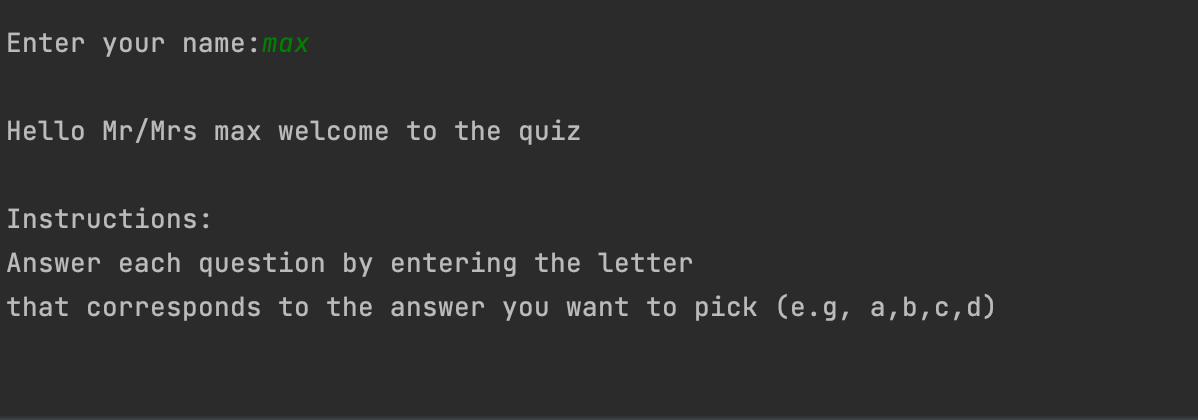 Enter your name:max
Hello Mr/Mrs max welcome to the quiz
Instructions:
Answer each question by entering the letter
that corresponds to the answer you want to pick (e.g, a,b,c,d)